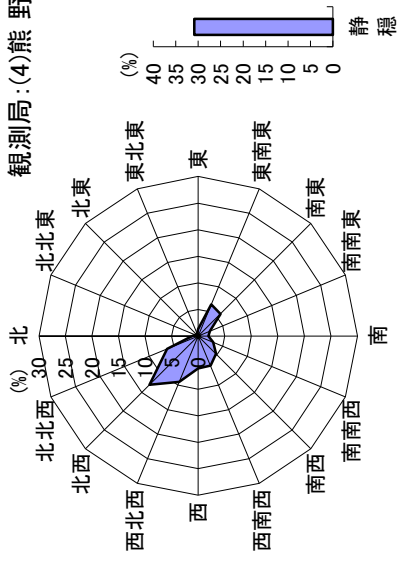 観測局:(4)熊 野
(%)
30
25
20
15
10
5
0
北
北北東
北東
東北東
東
東南東
南東
南南東
南
南南西
南西
西南西
西
西北西
北西
北北西
(%)
40
35
30
25
20
15
10
5
0
静穏